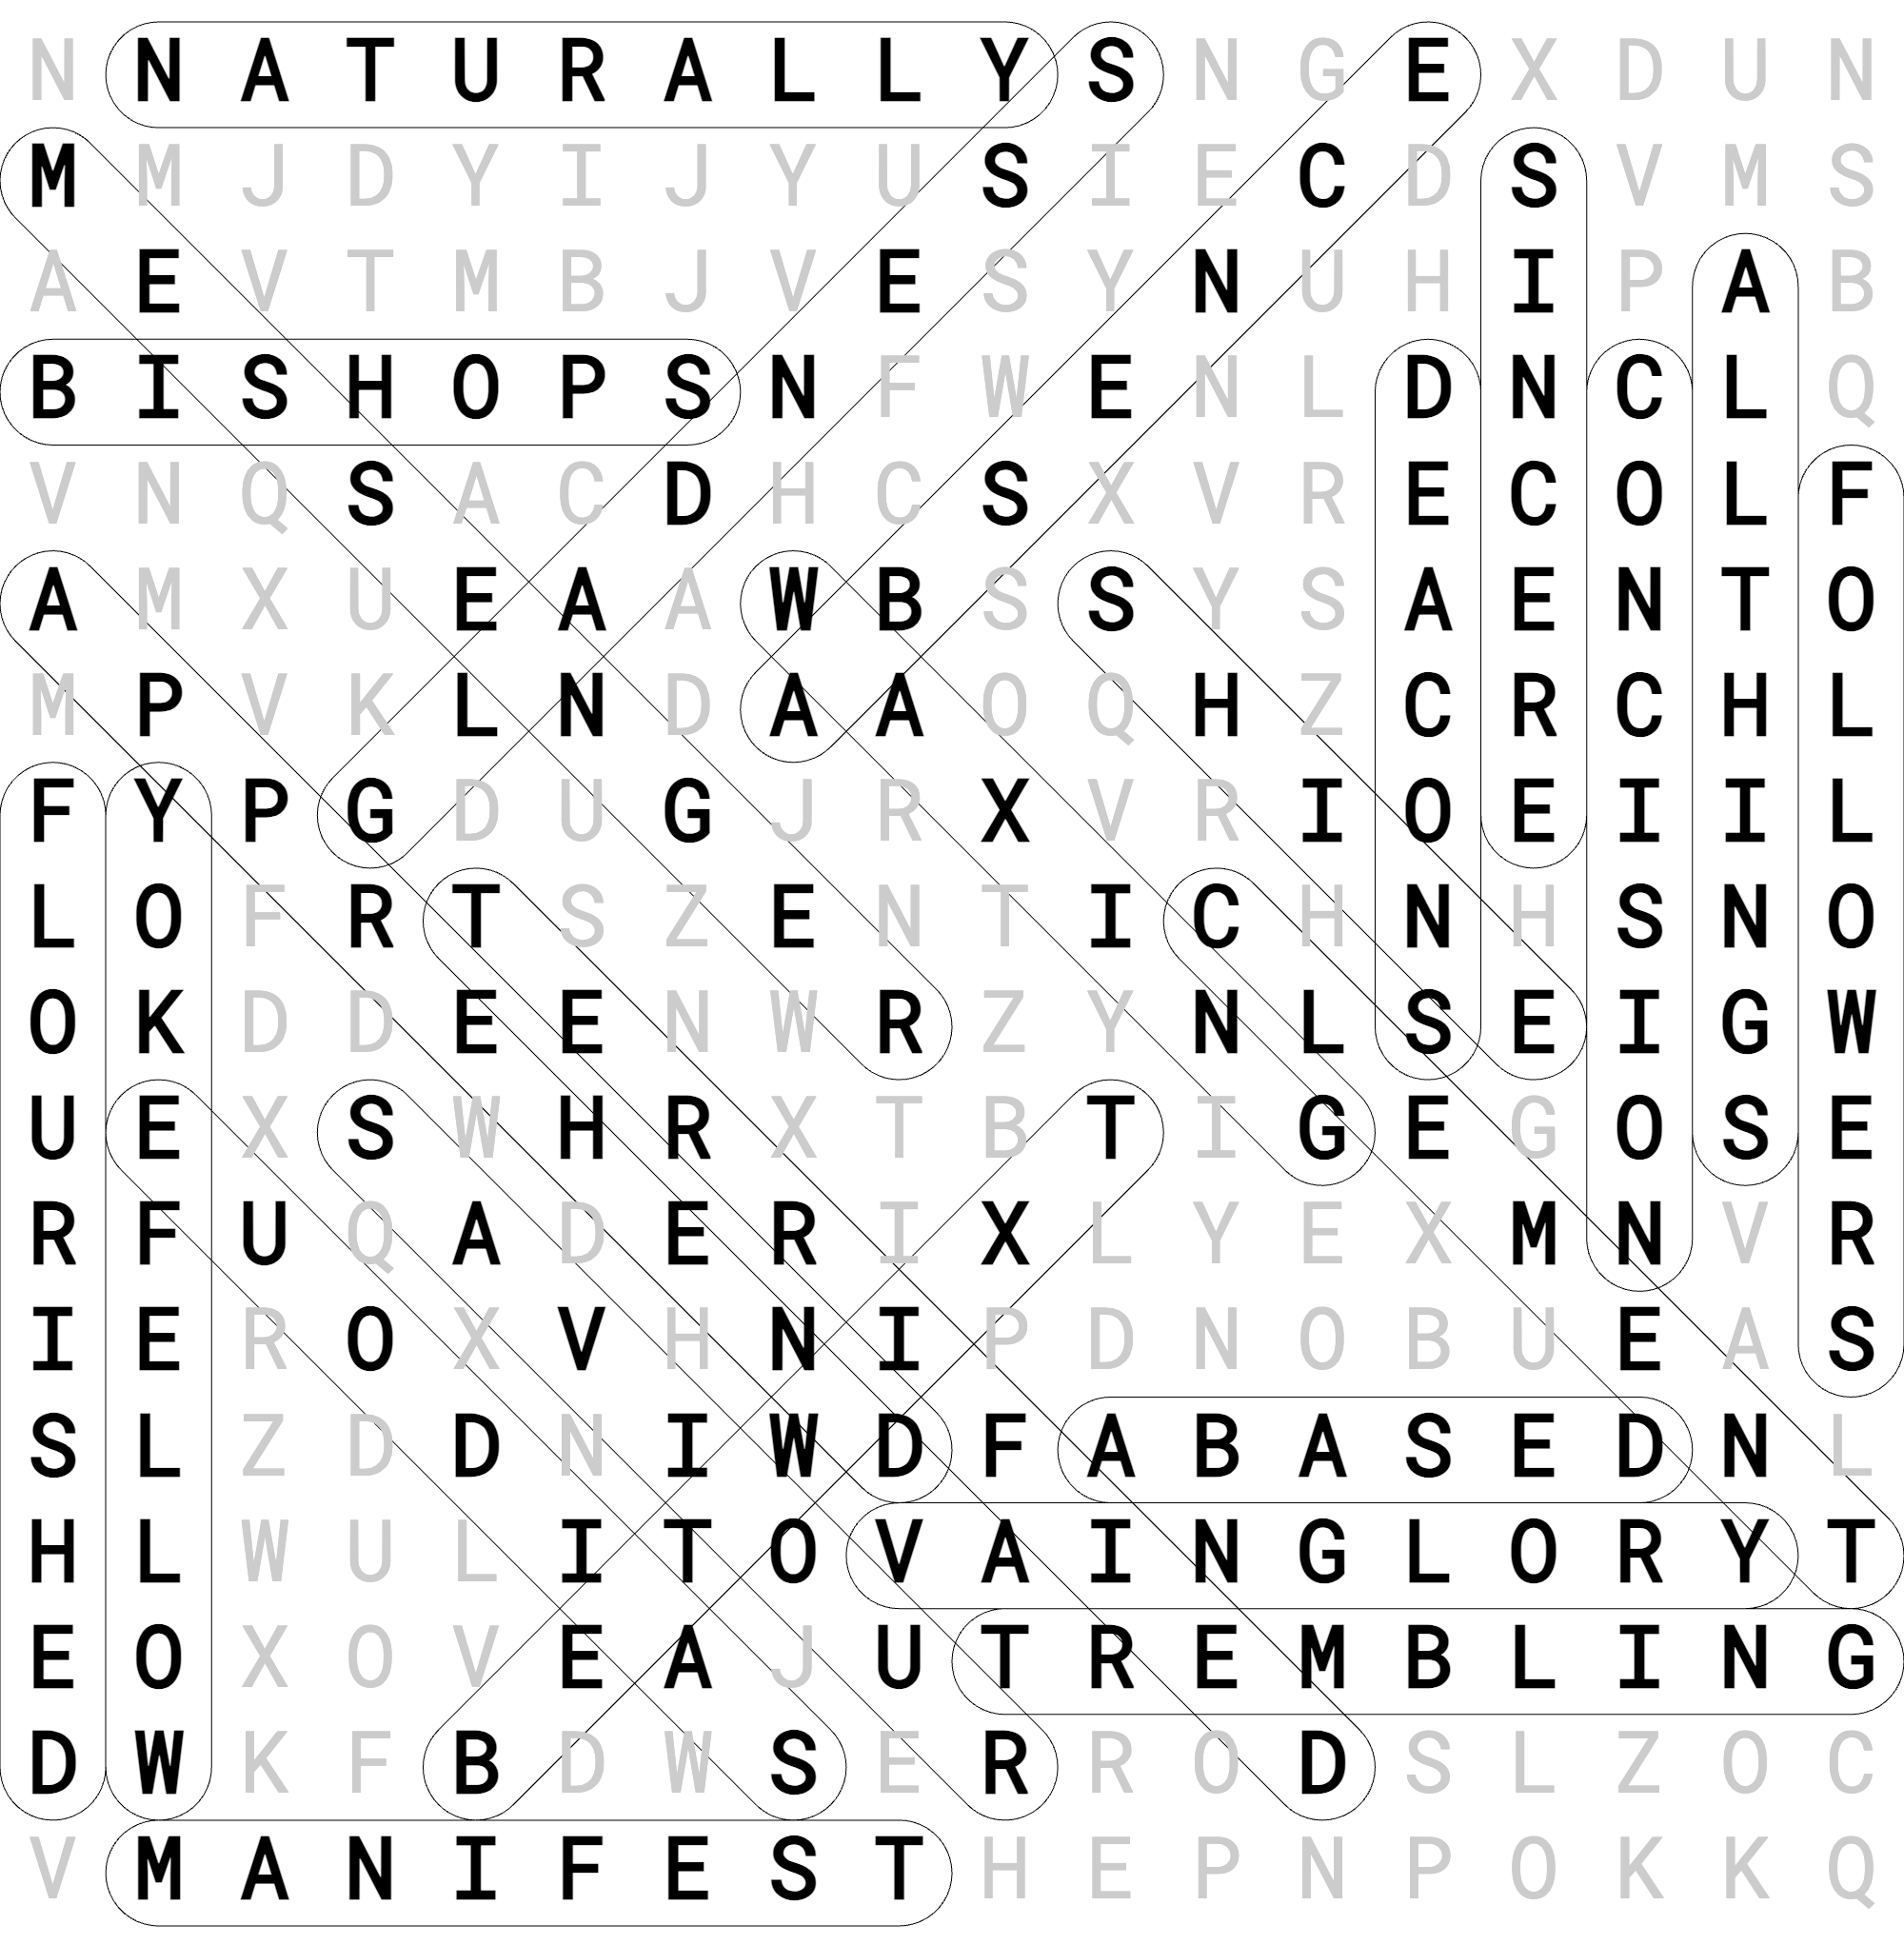 N N A T U R A L L Y S N G E X D U N
M M J D Y I J Y U S I E C D S V M S
A E V T M B J V E S Y N U H I P A B
B I S H O P S N F W E N L D N C L Q
V N Q S A C D H C S X V R E C O L F
A M X U E A A W B S S Y S A E N T O
M P V K L N D A A O Q H Z C R C H L
F Y P G D U G J R X V R I O E I I L
L O F R T S Z E N T I C H N H S N O
O K D D E E N W R Z Y N L S E I G W
U E X S W H R X T B T I G E G O S E
R F U Q A D E R I X L Y E X M N V R
I E R O X V H N I P D N O B U E A S
S L Z D D N I W D F A B A S E D N L
H L W U L I T O V A I N G L O R Y T
E O X O V E A J U T R E M B L I N G
D W K F B D W S E R R O D S L Z O C
V M A N I F E S T H E P N P O K K Q